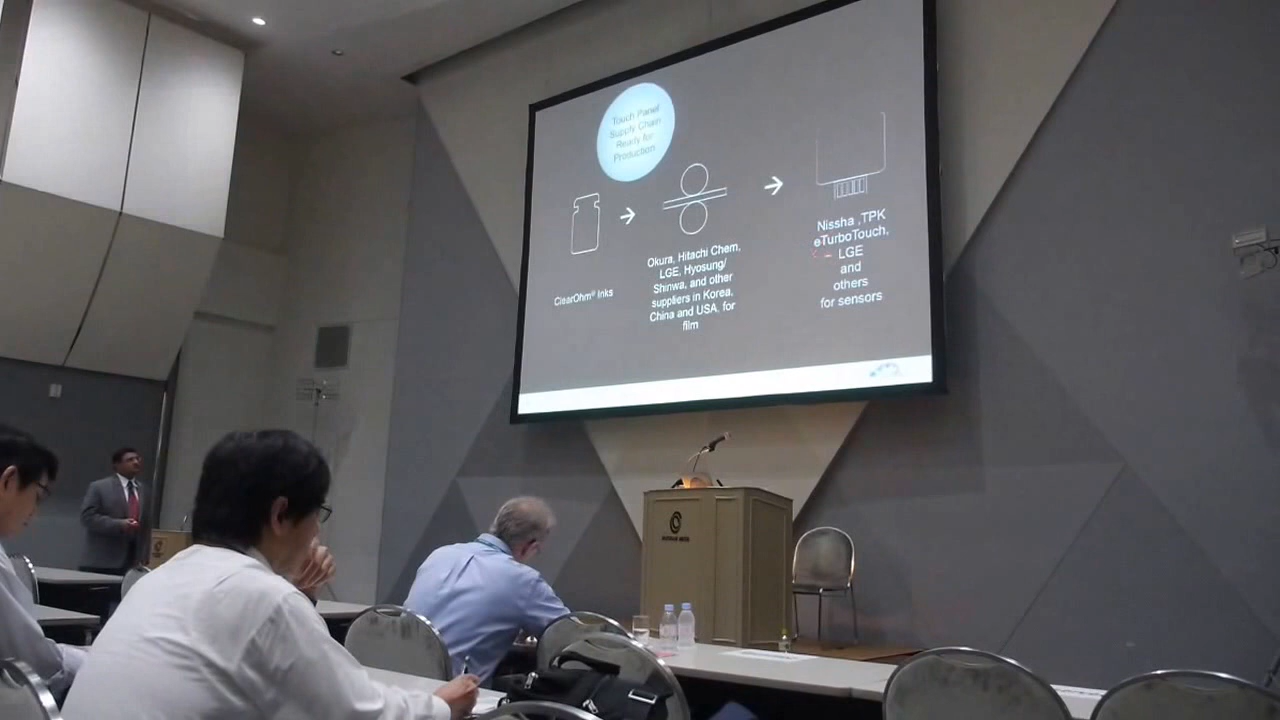 Touch Panel
Supply Chain
Ready for
Production
ClearOhm® Inks
Okura, Hitachi Chem,
LGE, Hyosung/
Shinwa, and other
suppliers in Korea,
China and USA, for
film
Nissha ,TPK
eTurboTouch,
LGE
and
others
for sensors